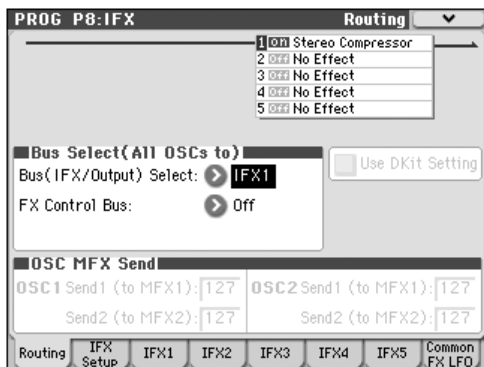 PROG P8:IFX Routing
1 On Stereo Compressor
2 Off No Effect
3 Off No Effect
4 Off No Effect
5 Off No Effect
Bus Select(All OSCs to)
Use DKit Setting
Bus(IFX/Output) Select: IFX1
FX Control Bus: Off
OSC MFX Send
OSC1 Send1 (to MFX1): 127 OSC2 Send1 (to MFX1): 127
Send2 (to MFX2): 127 Send2 (to MFX2): 127
Routing IFX Setup IFX1 IFX2 IFX3 IFX4 IFX5 Common FX LFO